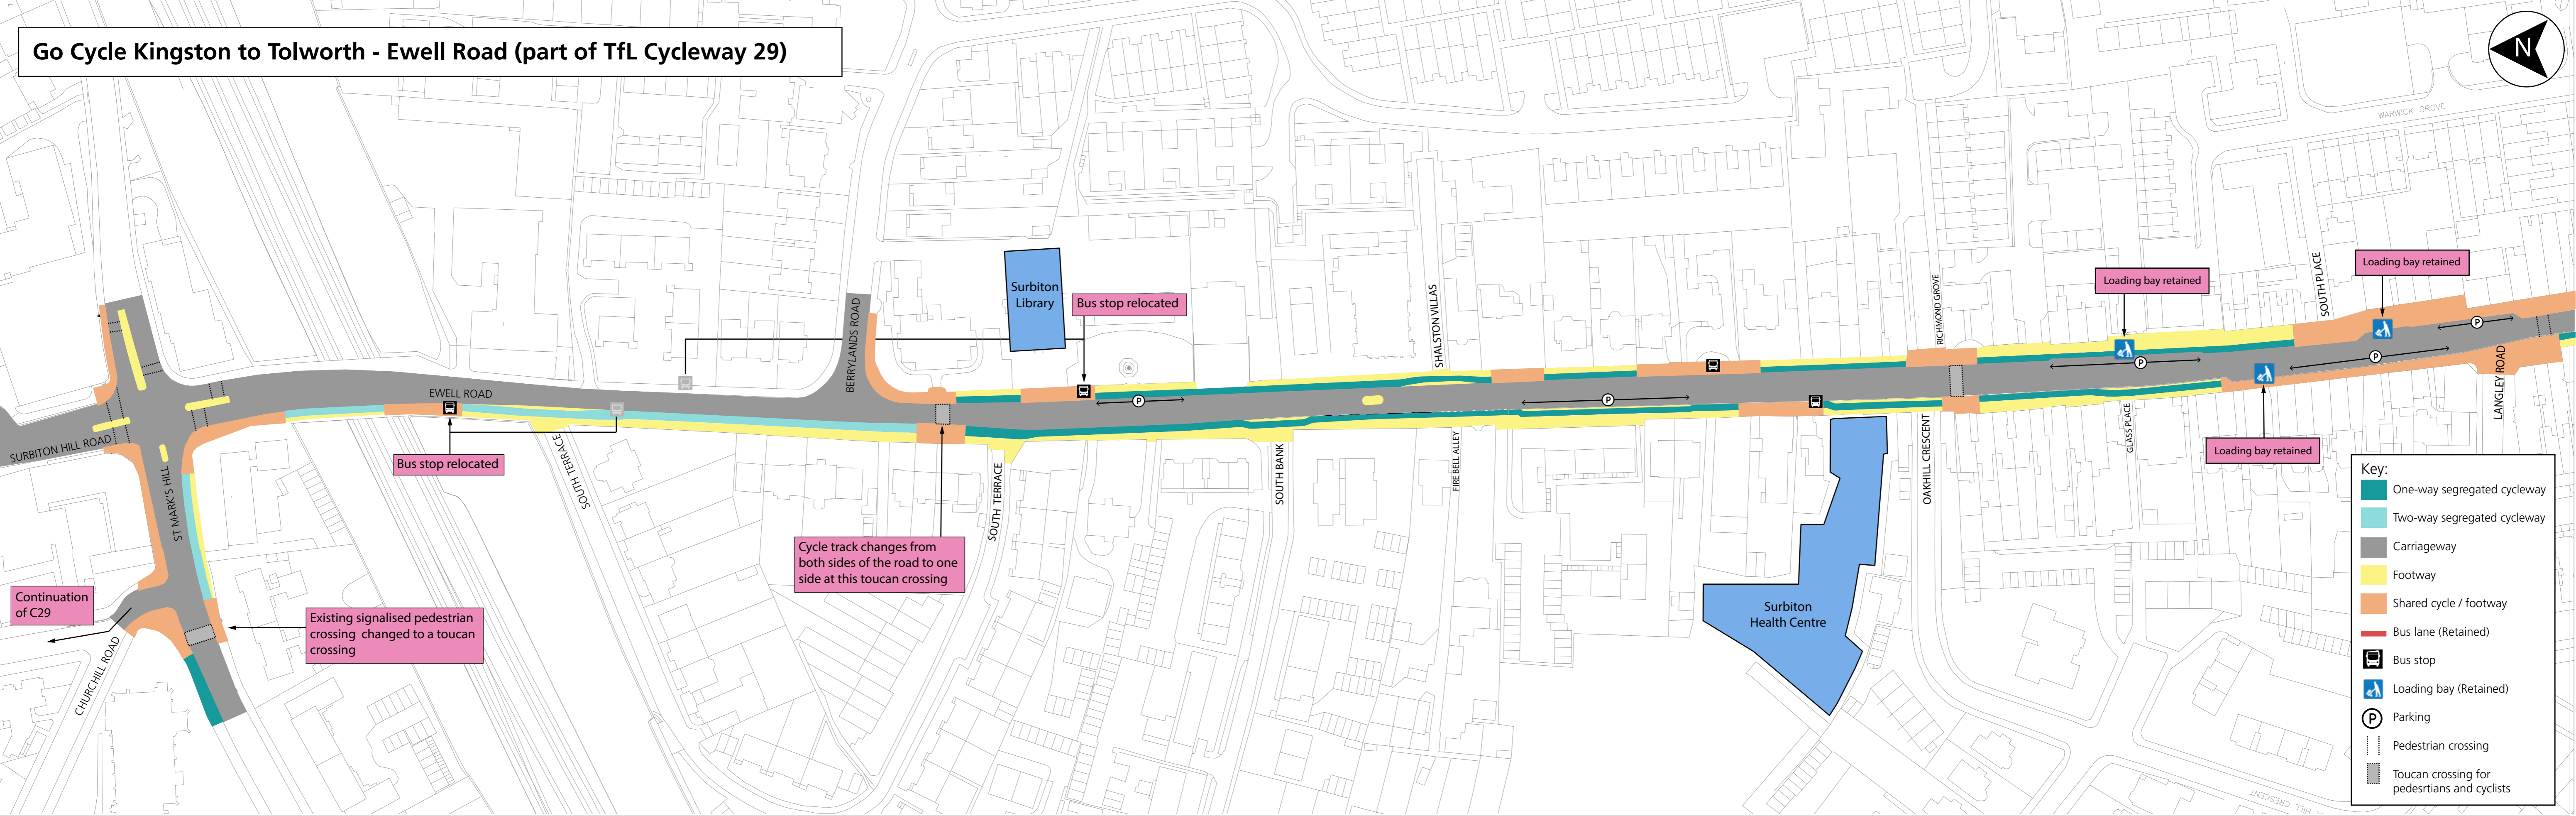 Go Cycle Kingston to Tolworth - Ewell Road (part of TfL Cycleway 29)
N
WARWICK GROVE
SURBITON HILL ROAD
EWELL ROAD
ST MARK'S HILL
CHURCHILL ROAD
Continuation
of C29
Existing signalised pedestrian
crossing changed to a toucan
crossing
Bus stop relocated
SOUTH TERRACE
BERRYLANDS ROAD
Cycle track changes from
both sides of the road to one
side at this toucan crossing
SOUTH TERRACE
Surbiton
Library
Bus stop relocated
P
SOUTH BANK
SHALSTON VILLAS
FIRE BELL ALLEY
P
Surbiton
Health Centre
RICHMOND GROVE
OAKHILL CRESCENT
Loading bay retained
P
GLASS PLACE
Loading bay retained
SOUTH PLACE
Loading bay retained
P
P
LANGLEY ROAD
HILL CRESCENT
Key:
One-way segregated cycleway
Two-way segregated cycleway
Carriageway
Footway
Shared cycle / footway
Bus lane (Retained)
Bus stop
Loading bay (Retained)
P Parking
Pedestrian crossing
Toucan crossing for
pedesrtians and cyclists